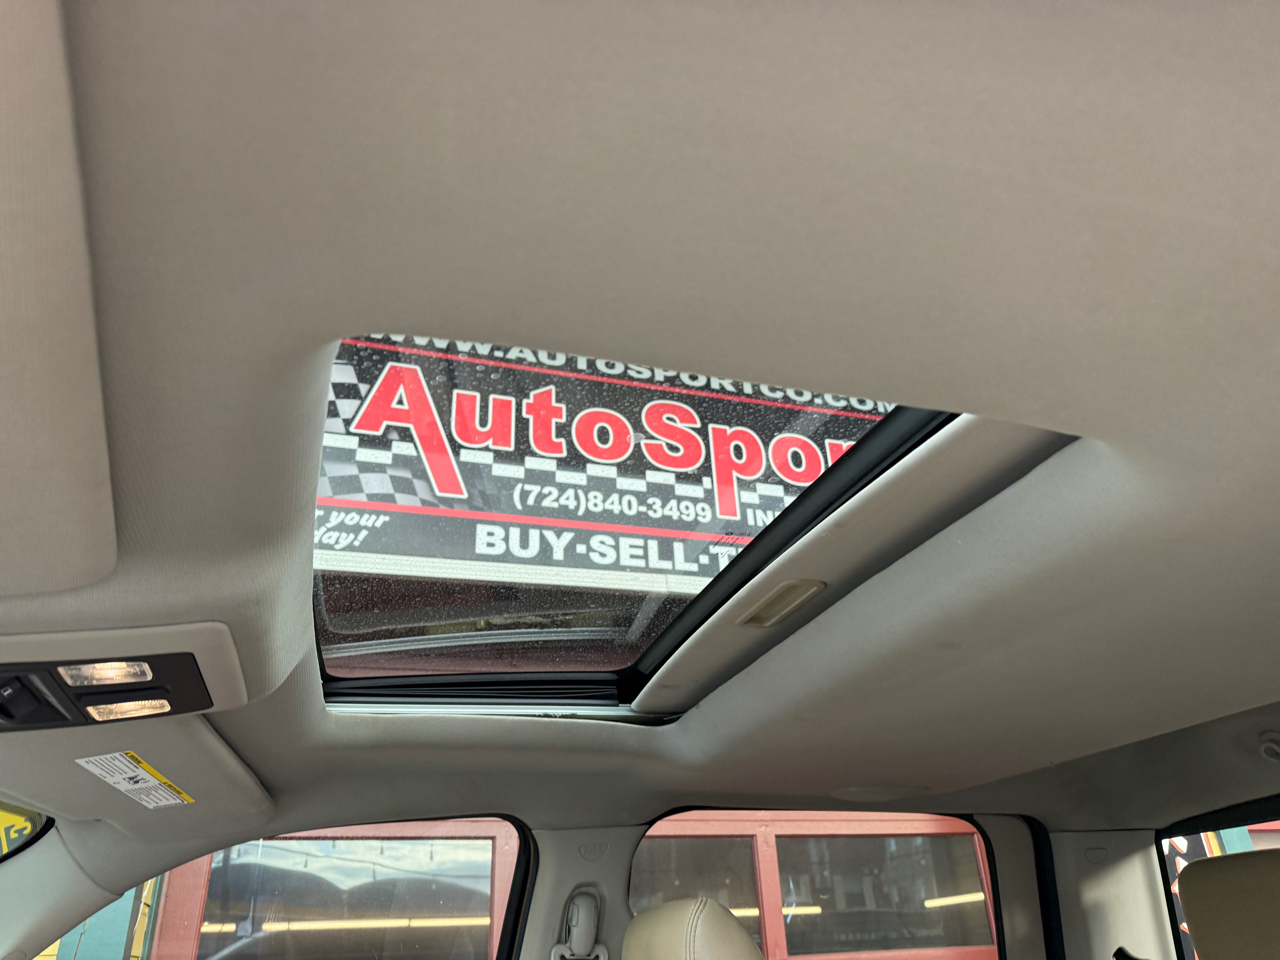 WWW.AUTOSPORTCO.COM
AutoSpor
(724)840-3499
your
day!
BUY-SELL-T